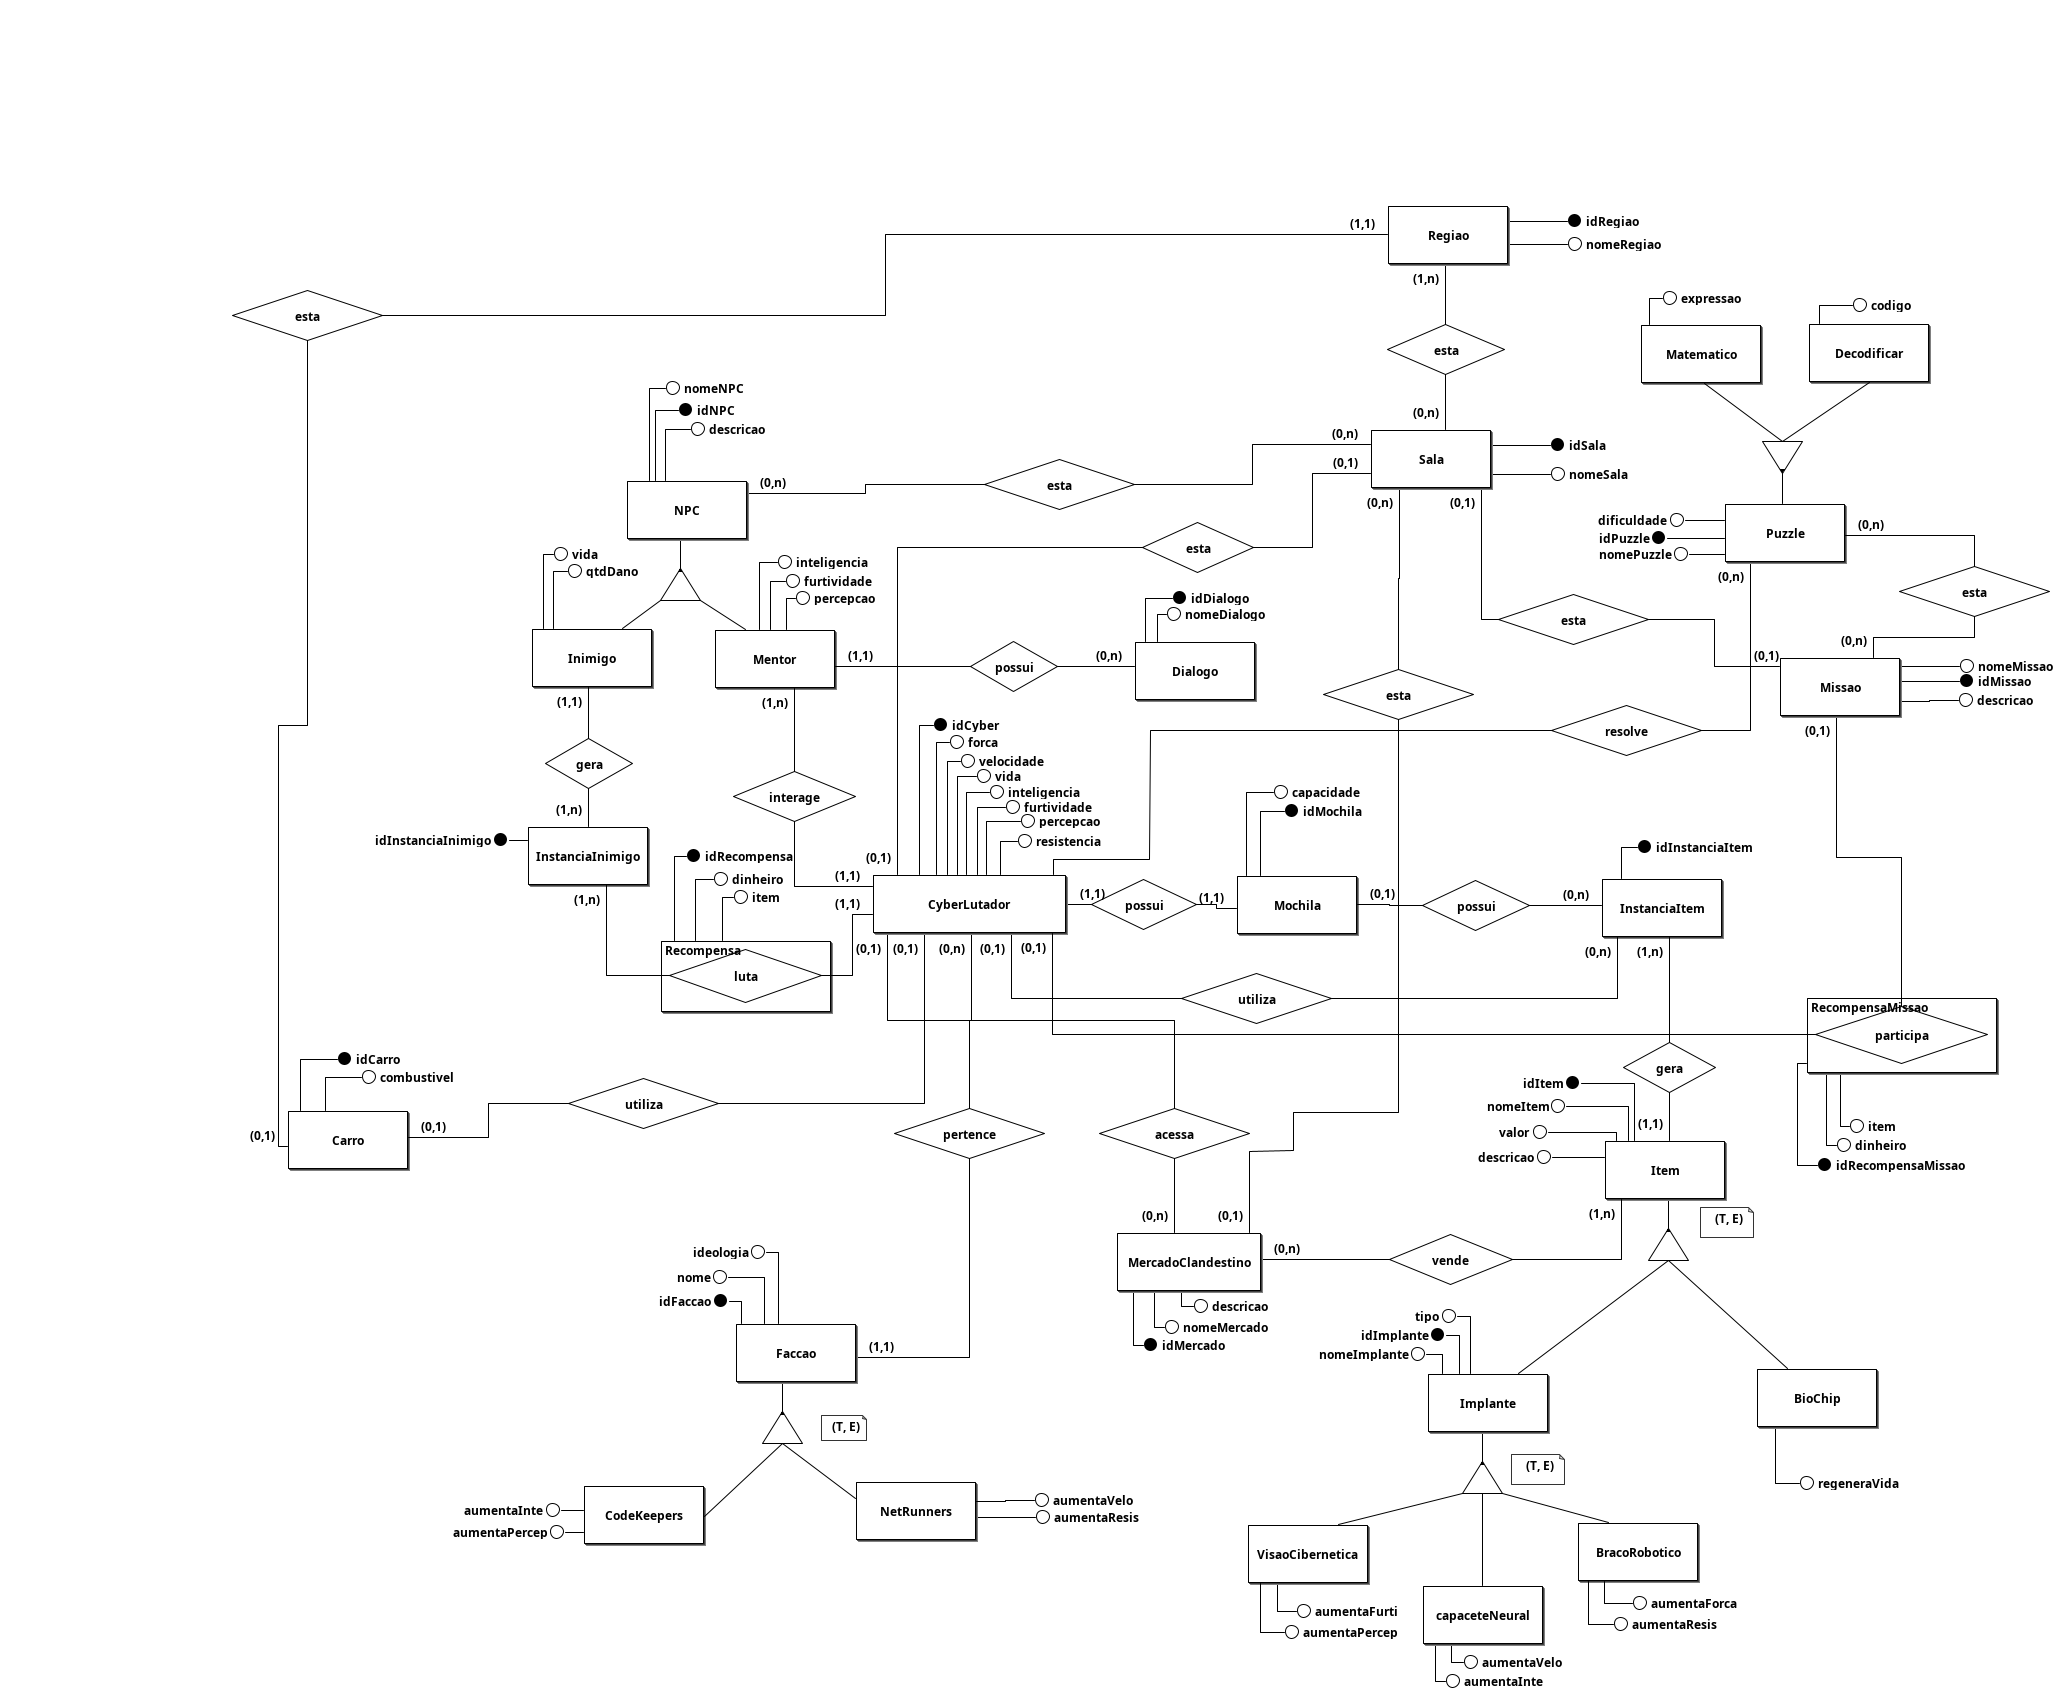 (1,1)
Regiao
idRegiao
nomeRegiao
(1,n)
esta
expressao
codigo
esta
Matematico
Decodificar
nomeNPC
idNPC
descricao
(0,n)
(0,n)
Sala
idSala
nomeSala
(0,1)
(0,n)
esta
NPC
(0,n)
(0,1)
dificuldade
idPuzzle
nomePuzzle
Puzzle
(0,n)
esta
vida
qtdDano
inteligencia
furtividade
percepcao
(0,n)
esta
idDialogo
nomeDialogo
esta
Inimigo
Mentor
(1,1)
possui
(0,n)
Dialogo
(0,n)
(0,1)
Missao
nomeMissao
idMissao
descricao
esta
(1,1)
(1,n)
(0,1)
resolve
idCyber
forca
velocidade
vida
inteligencia
furtividade
percepcao
resistencia
gera
interage
capacidade
idMochila
(1,n)
idInstanciaInimigo
InstanciaInimigo
idRecompensa
dinheiro
item
(0,1)
(1,1)
idInstanciaItem
CyberLutador
(1,1)
possui
(1,1)
Mochila
(0,1)
possui
(0,n)
InstanciaItem
(1,n)
(1,1)
Recompensa
luta
(0,1)
(0,1)
(0,n)
(0,1)
(0,1)
(0,n)
(1,n)
utiliza
RecompensaMissao
participa
idCarro
combustivel
gera
idItem
nomeItem
valor
descricao
(1,1)
utiliza
(0,1)
(0,1)
Carro
pertence
acessa
item
dinheiro
idRecompensaMissao
Item
(0,n)
(0,1)
(1,n)
(T, E)
MercadoClandestino
(0,n)
vende
ideologia
nome
idFaccao
descricao
nomeMercado
idMercado
tipo
idImplante
nomeImplante
Faccao
(1,1)
Implante
BioChip
(T, E)
(T, E)
regeneraVida
aumentaInte
aumentaPercep
CodeKeepers
NetRunners
aumentaVelo
aumentaResis
VisaoCibernetica
BracoRobotico
capaceteNeural
aumentaFurti
aumentaPercep
aumentaForca
aumentaResis
aumentaVelo
aumentaInte